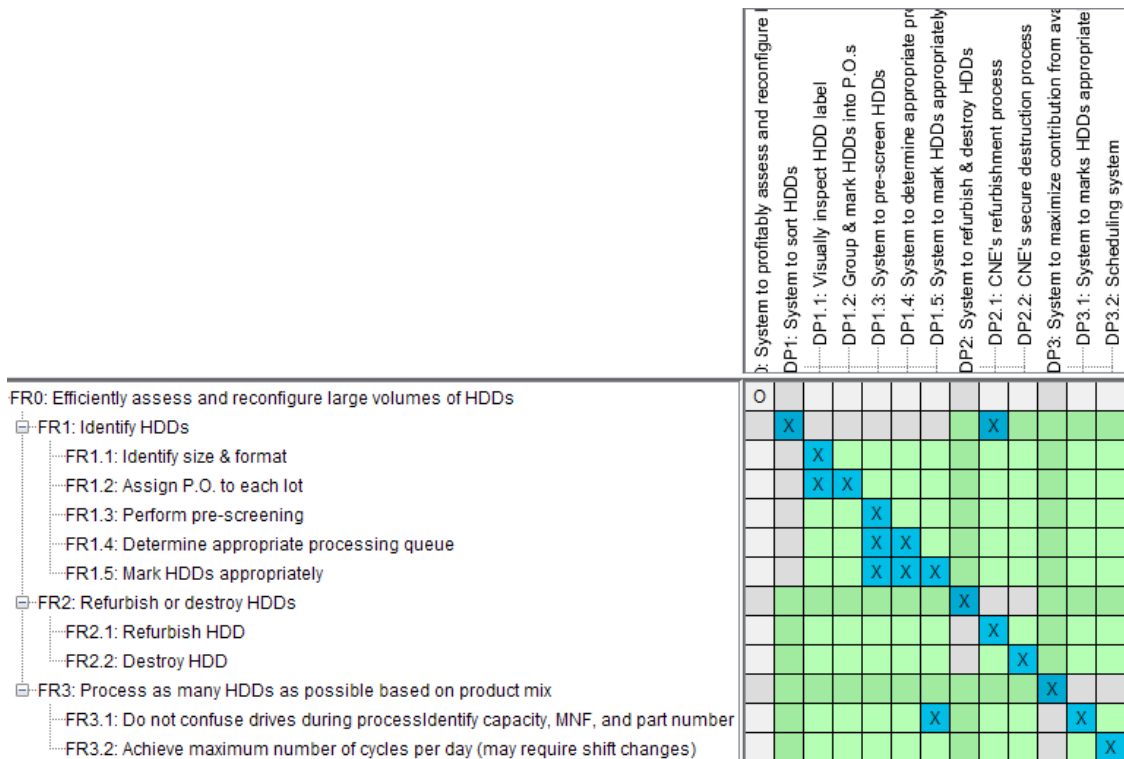 ): System to profitably assess and reconfigure l
DP1: System to sort HDDs
DP1.1: Visually inspect HDD label
DP1.2: Group & mark HDDs into P.O.s
DP1.3: System to pre-screen HDDs
DP1.4: System to determine appropriate pr
DP1.5: System to mark HDDs appropriately
DP2: System to refurbish & destroy HDDs
DP2.1: CNE's refurbishment process
DP2.2: CNE's secure destruction process
DP3: System to maximize contribution from ava
DP3.1: System to marks HDDs appropriate
DP3.2: Scheduling system
FR0: Efficiently assess and reconfigure large volumes of HDDs O
FR1: Identify HDDs X X
FR1.1: Identify size & format X
FR1.2: Assign P.O. to each lot X X
FR1.3: Perform pre-screening X
FR1.4: Determine appropriate processing queue X X
FR1.5: Mark HDDs appropriately X X X
FR2: Refurbish or destroy HDDs X
FR2.1: Refurbish HDD X
FR2.2: Destroy HDD X
FR3: Process as many HDDs as possible based on product mix X
FR3.1: Do not confuse drives during processIdentify capacity, MNF, and part number X X
FR3.2: Achieve maximum number of cycles per day (may require shift changes) X